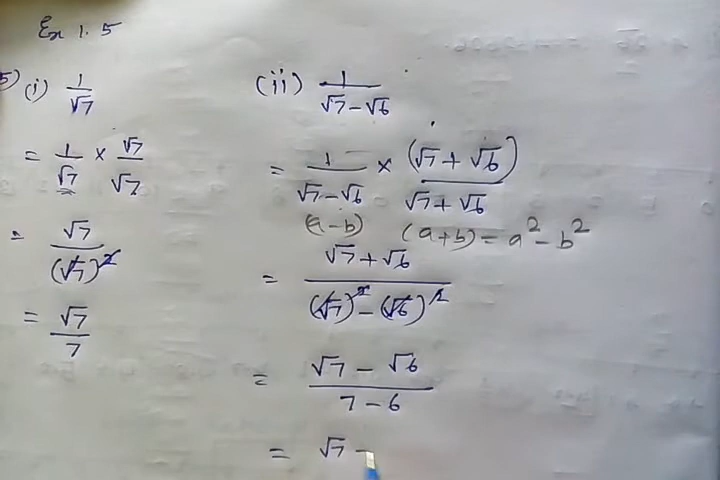 Ex 1.5
5) (i) 1/√7
= 1/√7 × √7/√7
= √7/(√7)²
= √7/7
(ii) 1/(√7 - √6)
= 1/(√7 - √6) × (√7 + √6)/(√7 + √6)
(a - b) (a + b) = a² - b²
= (√7 + √6)/((√7)² - (√6)²)
= (√7 - √6)/(7 - 6)
= √7 -